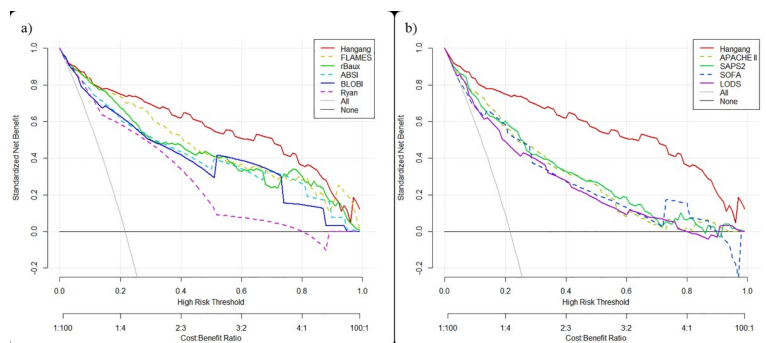 a)
Hangang
FLAMES
rBaux
ABSI
BLOBI
Ryan
All
None
Standardized Net Benefit
1.0
0.8
0.6
0.4
0.2
0.0
-0.2
0.0 0.2 0.4 0.6 0.8 1.0
High Risk Threshold
1:100 1:4 2:3 3:2 4:1 100:1
Cost:Benefit Ratio
b)
Hangang
APACHE II
SAPS2
SOFA
LODS
All
None
Standardized Net Benefit
1.0
0.8
0.6
0.4
0.2
0.0
-0.2
0.0 0.2 0.4 0.6 0.8 1.0
High Risk Threshold
1:100 1:4 2:3 3:2 4:1 100:1
Cost:Benefit Ratio